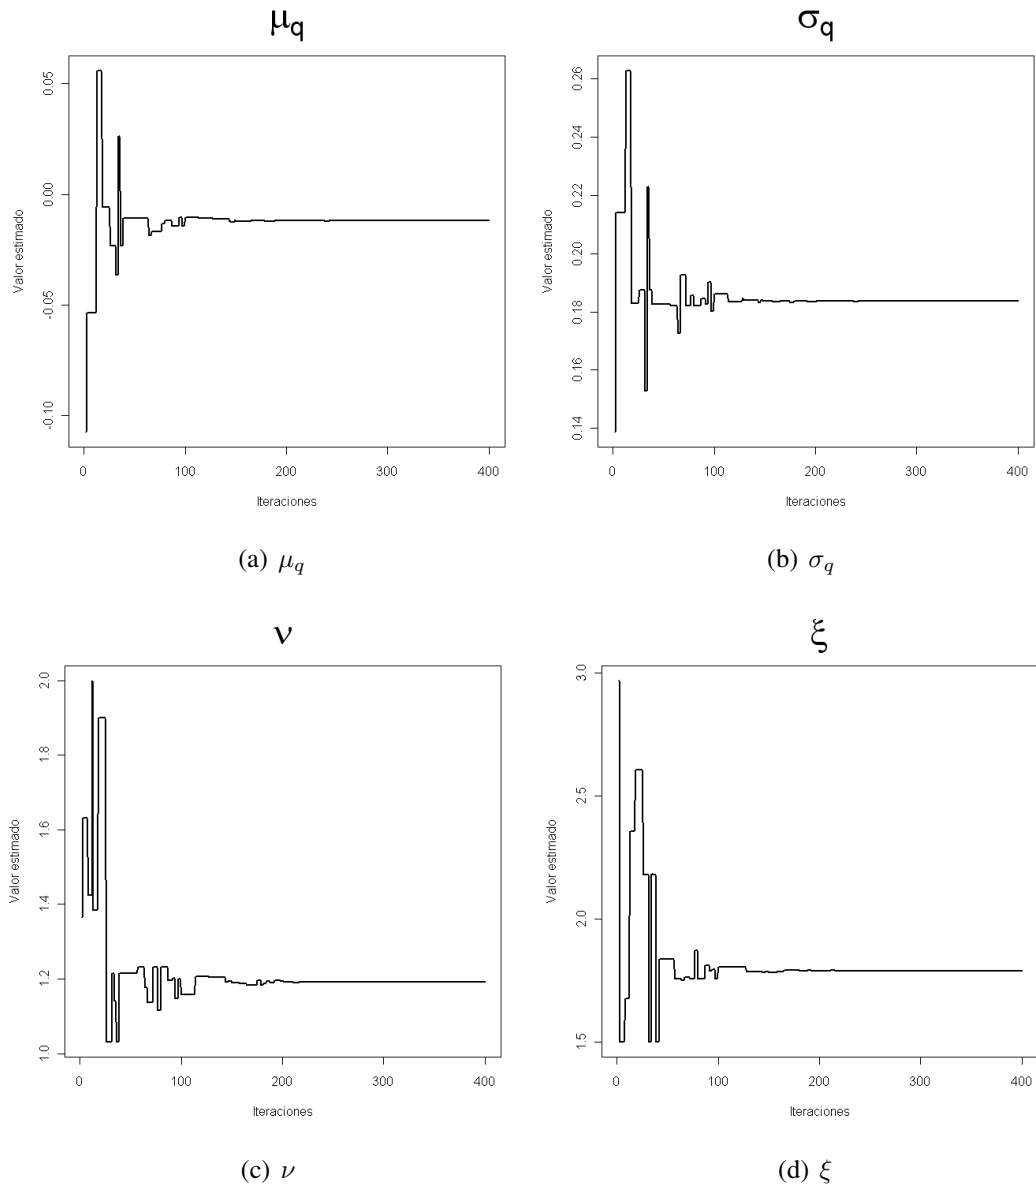 μq
σq
Valor estimado
0.05
0.00
-0.05
-0.10
0 100 200 300 400
Iteraciones
Valor estimado
0.26
0.24
0.22
0.20
0.18
0.16
0.14
0 100 200 300 400
Iteraciones
(a) μq
(b) σq
ν
ξ
Valor estimado
2.0
1.8
1.6
1.4
1.2
1.0
0 100 200 300 400
Iteraciones
Valor estimado
3.0
2.5
2.0
1.5
0 100 200 300 400
Iteraciones
(c) ν
(d) ξ